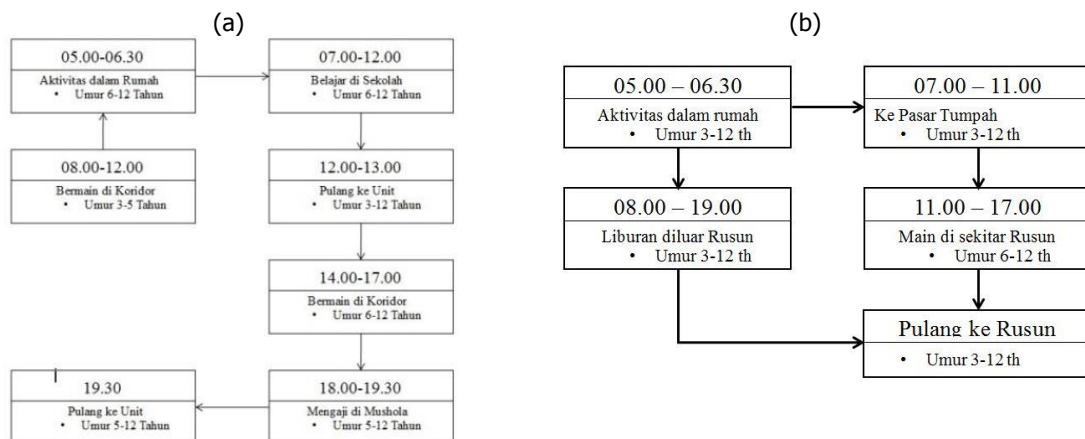 (a)
05.00-06.30
Aktivitas dalam Rumah
• Umur 6-12 Tahun
07.00-12.00
Belajar di Sekolah
• Umur 6-12 Tahun
08.00-12.00
Bermain di Koridor
• Umur 3-5 Tahun
12.00-13.00
Pulang ke Unit
• Umur 3-12 Tahun
14.00-17.00
Bermain di Koridor
• Umur 6-12 Tahun
19.30
Pulang ke Unit
• Umur 5-12 Tahun
18.00-19.30
Mengaji di Mushola
• Umur 5-12 Tahun
(b)
05.00 – 06.30
Aktivitas dalam rumah
• Umur 3-12 th
07.00 – 11.00
Ke Pasar Tumpah
• Umur 3-12 th
08.00 – 19.00
Liburan diluar Rusun
• Umur 3-12 th
11.00 – 17.00
Main di sekitar Rusun
• Umur 6-12 th
Pulang ke Rusun
• Umur 3-12 th